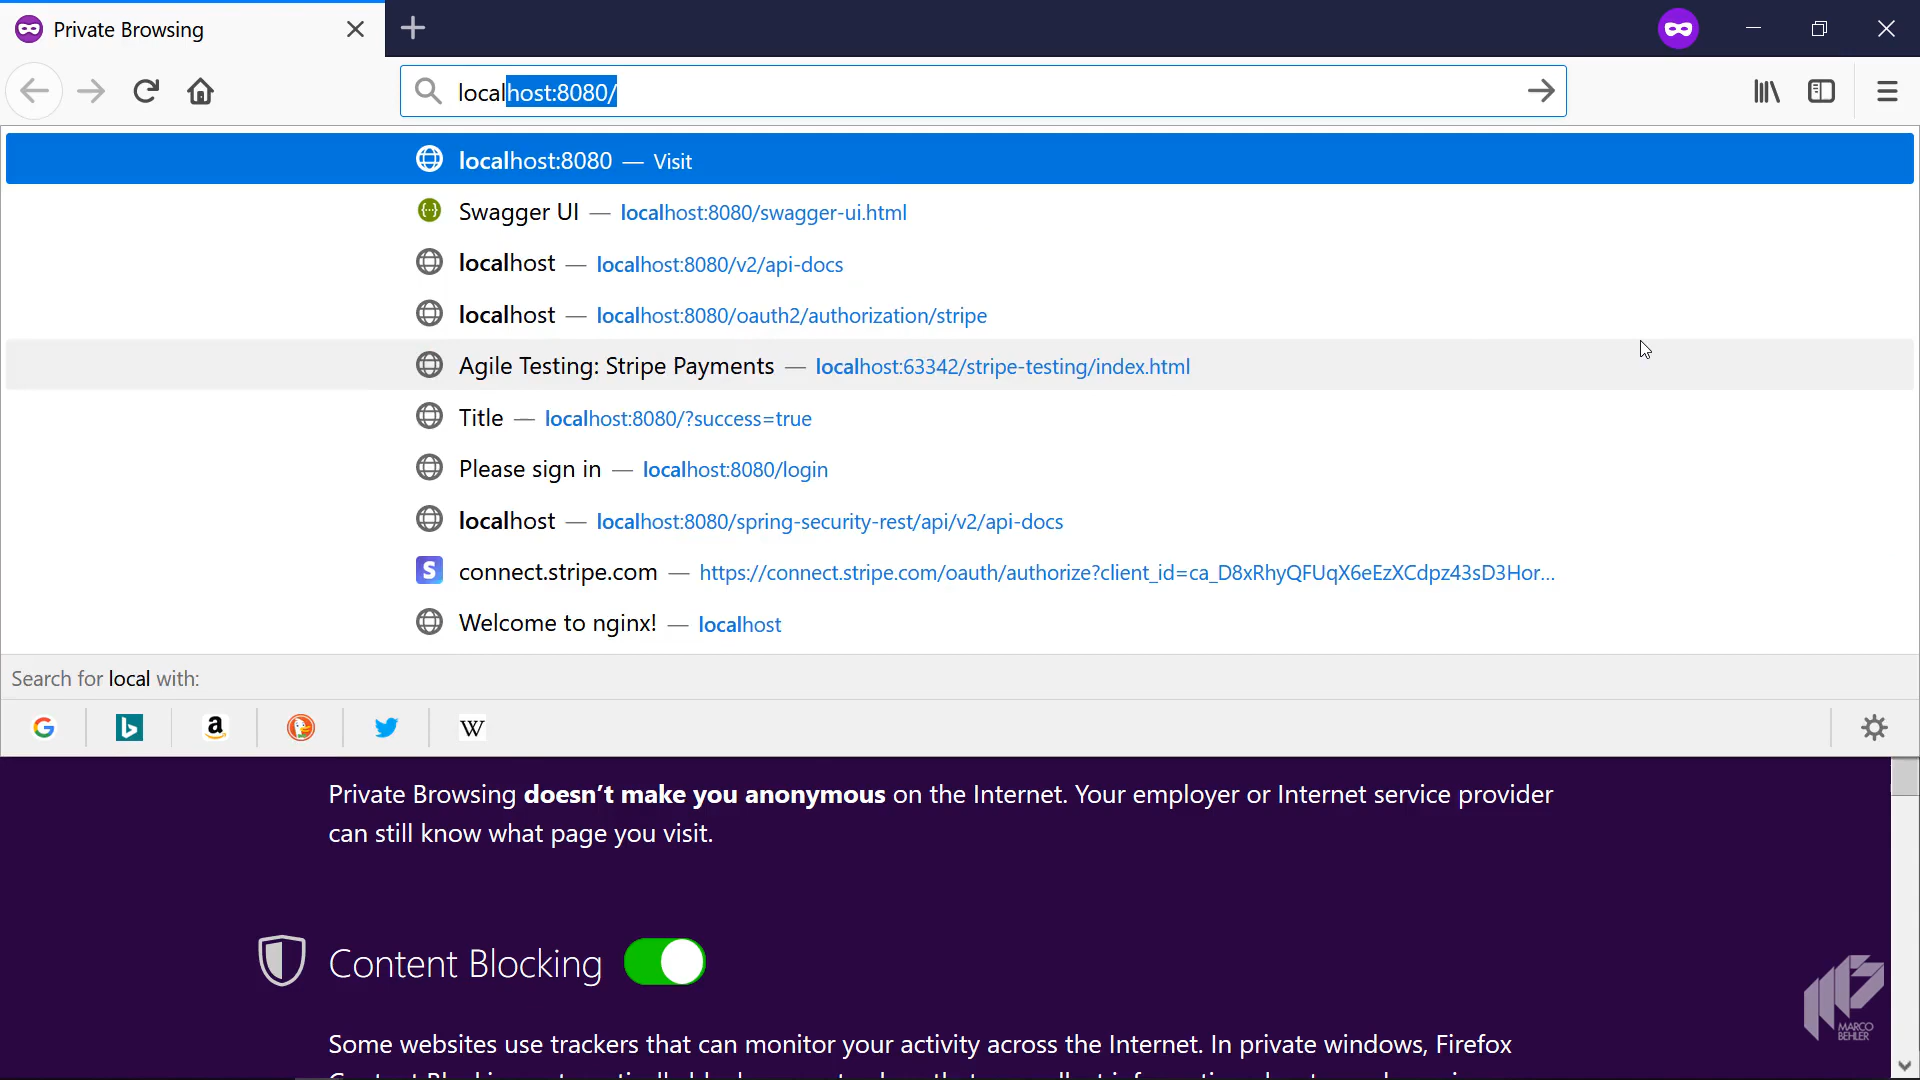 Private Browsing
localhost:8080/
localhost:8080 — Visit
Swagger UI — localhost:8080/swagger-ui.html
localhost — localhost:8080/v2/api-docs
localhost — localhost:8080/oauth2/authorization/stripe
Agile Testing: Stripe Payments — localhost:63342/stripe-testing/index.html
Title — localhost:8080/?success=true
Please sign in — localhost:8080/login
localhost — localhost:8080/spring-security-rest/api/v2/api-docs
connect.stripe.com — https://connect.stripe.com/oauth/authorize?client_id=ca_D8xRhyQFUqX6eEzXCdpz43sD3Hor...
Welcome to nginx! — localhost
Search for local with:
Private Browsing doesn’t make you anonymous on the Internet. Your employer or Internet service provider
can still know what page you visit.
Content Blocking
MARCO
BEHLER
Some websites use trackers that can monitor your activity across the Internet. In private windows, Firefox